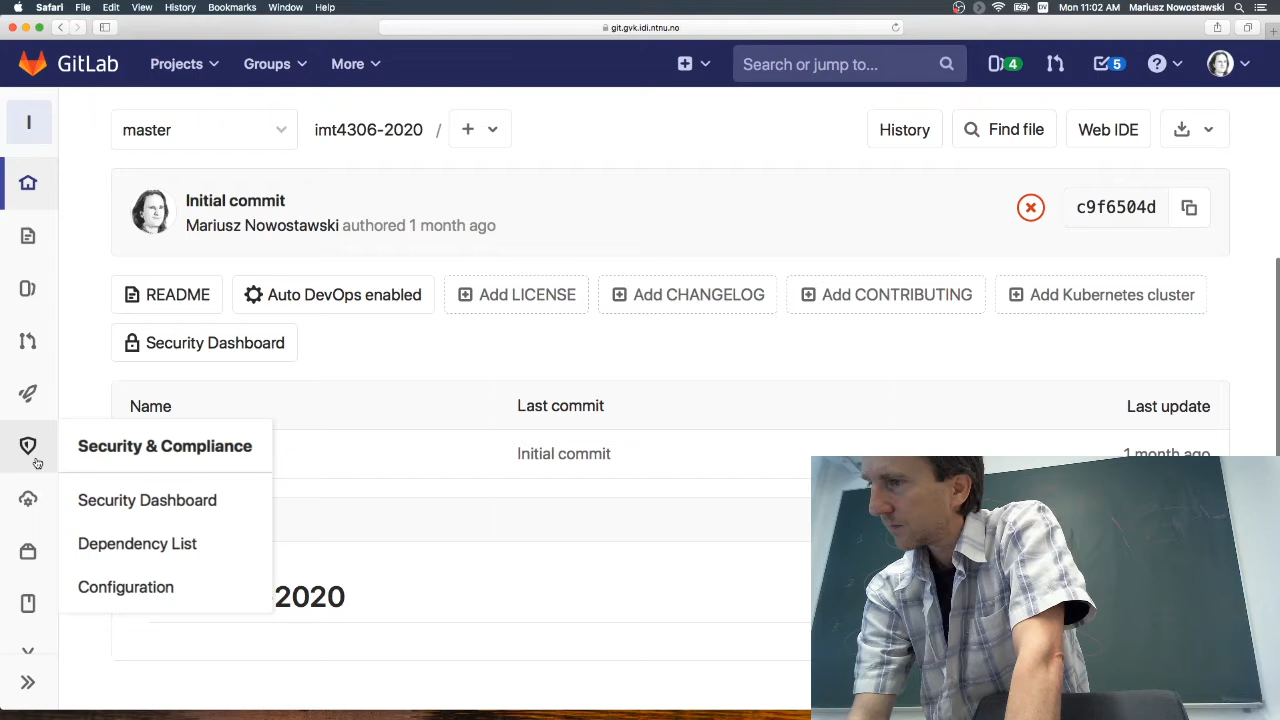 Safari File Edit View History Bookmarks Window Help Mon 11:02 AM Mariusz Nowostawski
git.gvk.idi.ntnu.no
GitLab Projects Groups More Search or jump to... 4 5
I
master imt4306-2020 / + History Find file Web IDE
Initial commit
Mariusz Nowostawski authored 1 month ago
c9f6504d
README Auto DevOps enabled Add LICENSE Add CHANGELOG Add CONTRIBUTING Add Kubernetes cluster
Security Dashboard
Name Last commit Last update
Security & Compliance
Initial commit 1 month ago
Security Dashboard
Dependency List
Configuration
2020